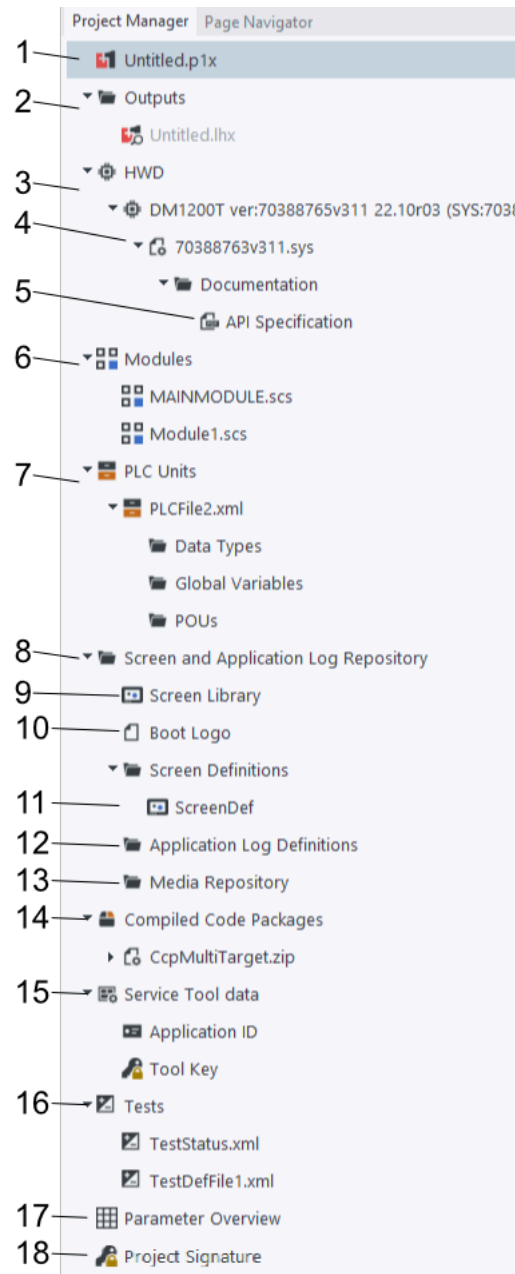 Project Manager Page Navigator
1 Untitled.p1x
2 Outputs
Untitled.lhx
3 HWD
DM1200T ver:70388765v311 22.10r03 (SYS:7038
4 70388763v311.sys
Documentation
5 API Specification
6 Modules
MAINMODULE.scs
Module1.scs
7 PLC Units
PLCFile2.xml
Data Types
Global Variables
POUs
8 Screen and Application Log Repository
9 Screen Library
10 Boot Logo
Screen Definitions
11 ScreenDef
12 Application Log Definitions
13 Media Repository
14 Compiled Code Packages
CcpMultiTarget.zip
15 Service Tool data
Application ID
Tool Key
16 Tests
TestStatus.xml
TestDefFile1.xml
17 Parameter Overview
18 Project Signature